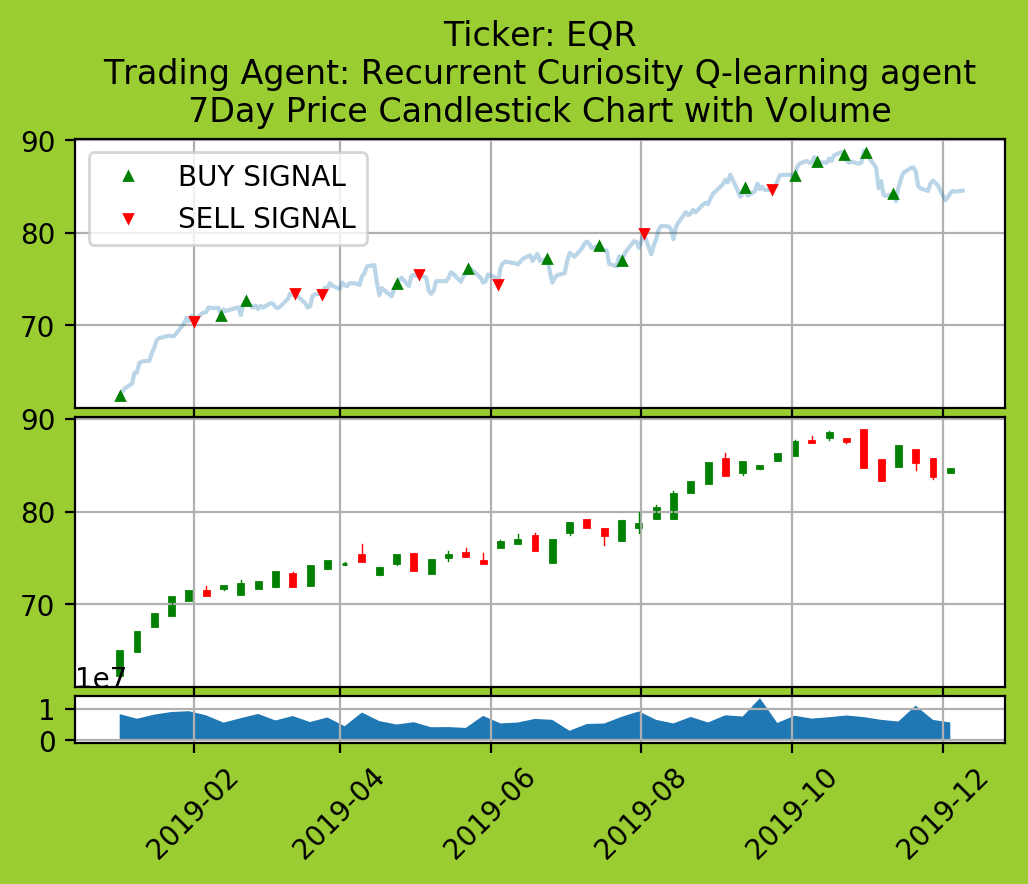 Ticker: EQR
Trading Agent: Recurrent Curiosity Q-learning agent
7Day Price Candlestick Chart with Volume
90
BUY SIGNAL
SELL SIGNAL
80
70
90
80
70
1e7
1
0
2019-02
2019-04
2019-06
2019-08
2019-10
2019-12